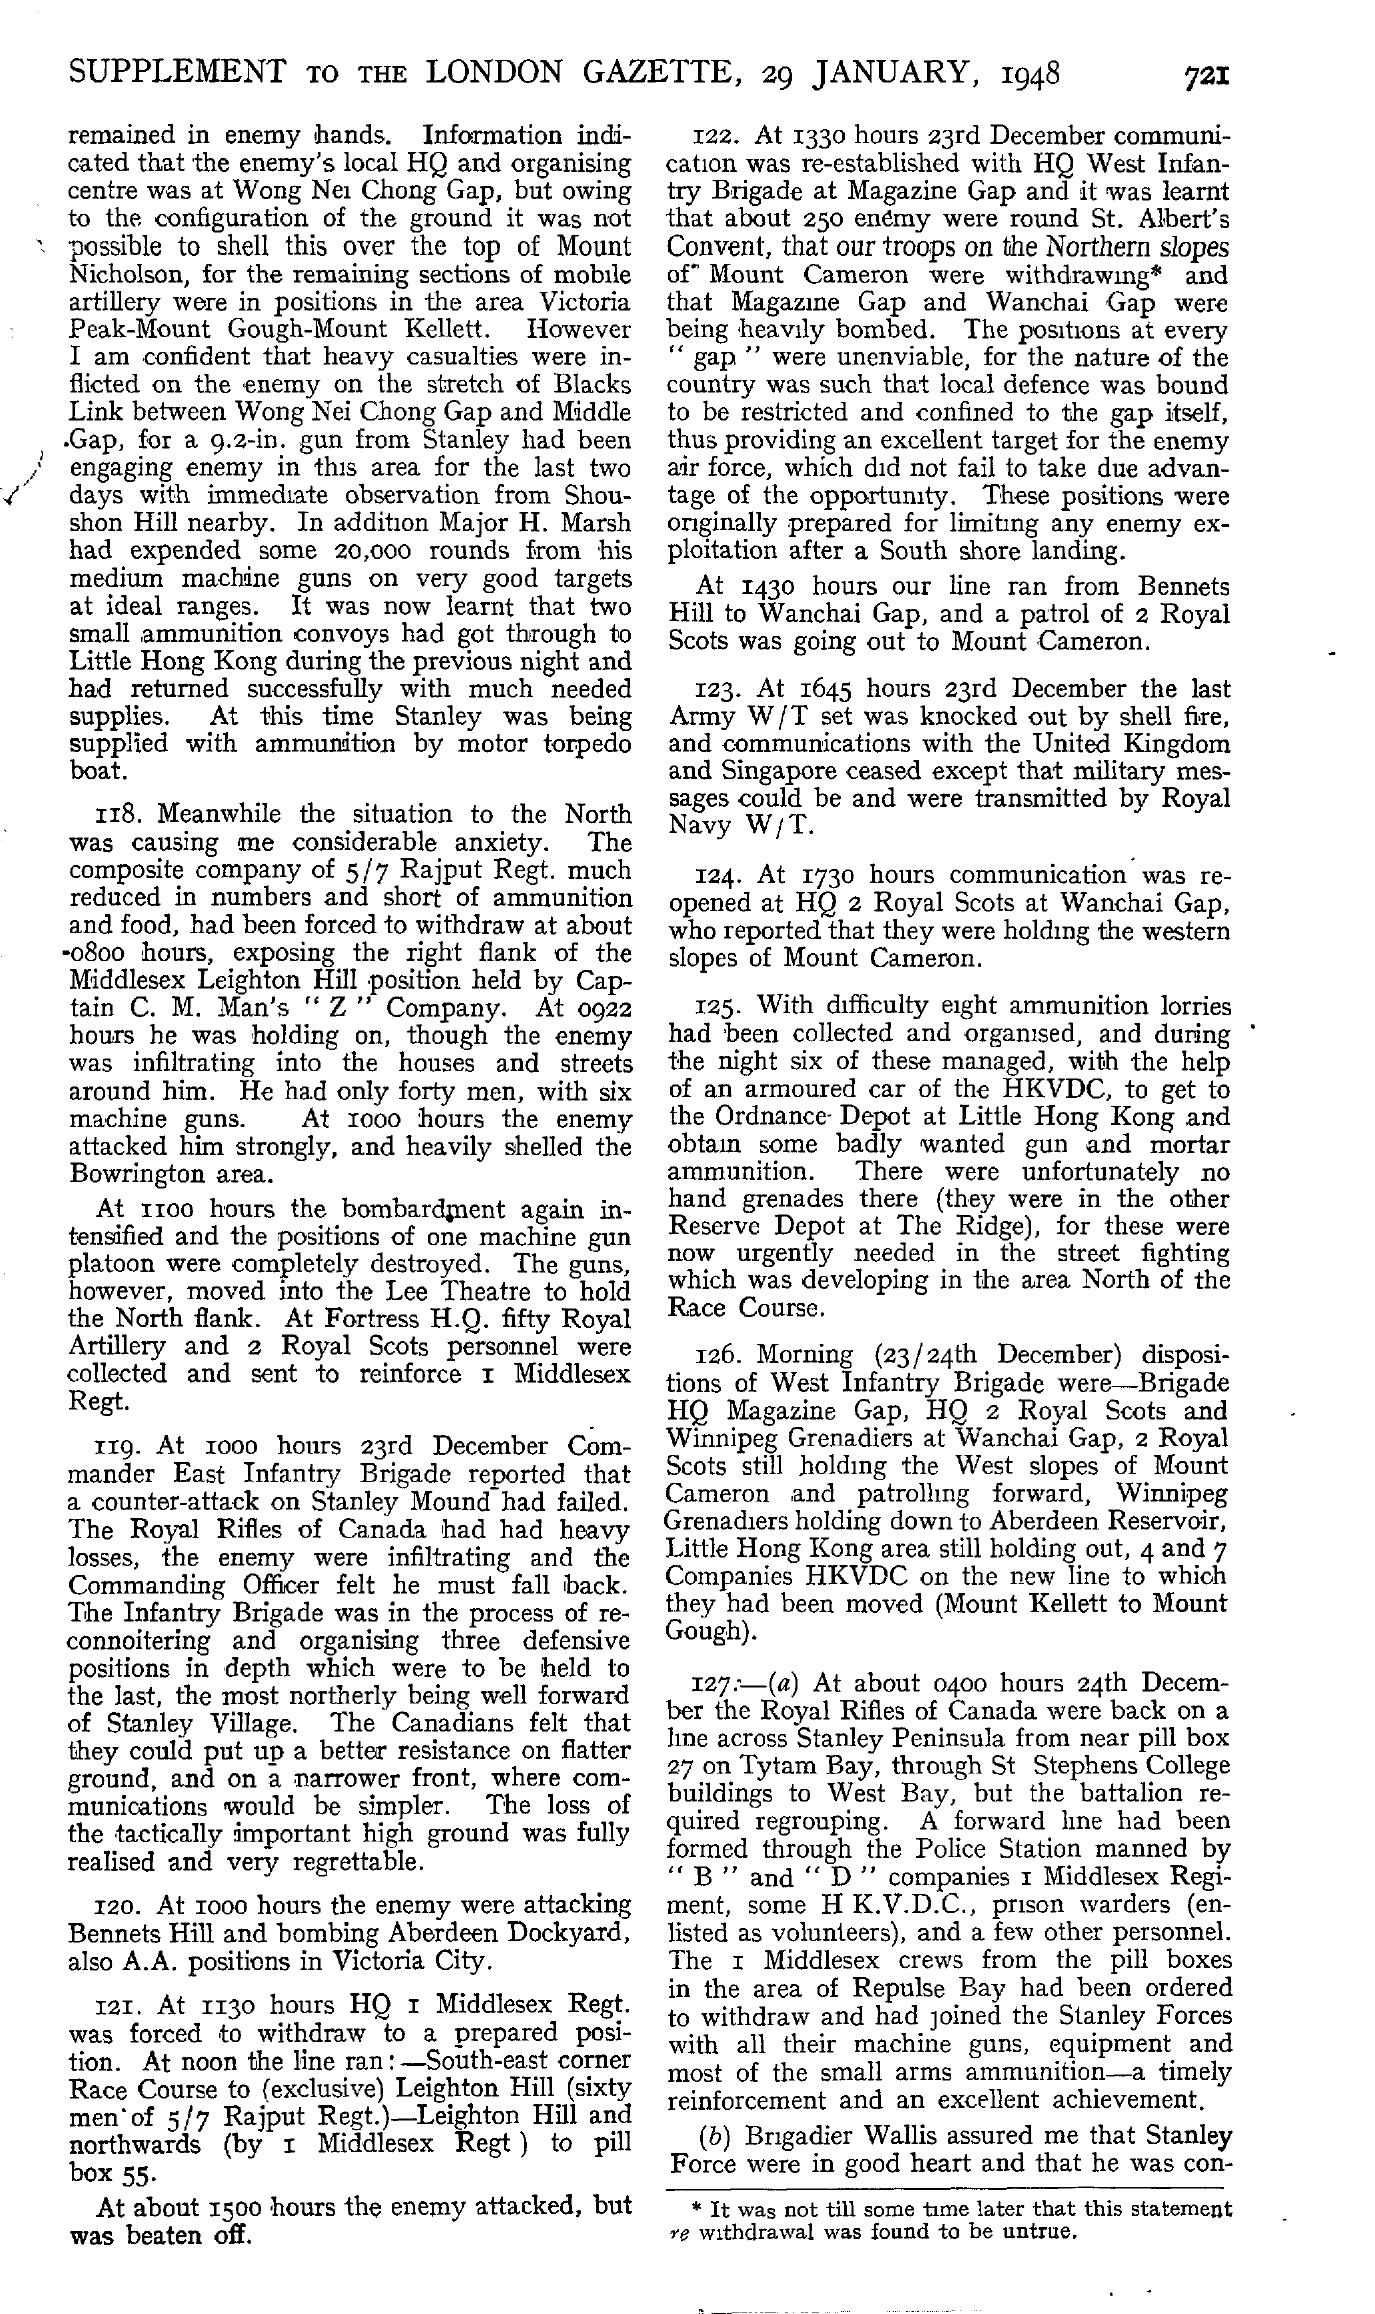 SUPPLEMENT TO THE LONDON GAZETTE, 29 JANUARY, 1948 721
remained in enemy hands. Information indi-
cated that the enemy's local HQ and organising
centre was at Wong Nei Chong Gap, but owing
to the configuration of the ground it was not
possible to shell this over the top of Mount
Nicholson, for the remaining sections of mobile
artillery were in positions in the area Victoria
Peak-Mount Gough-Mount Kellett. However
I am confident that heavy casualties were in-
flicted on the enemy on the stretch of Blacks
Link between Wong Nei Chong Gap and Middle
Gap, for a 9.2-in. gun from Stanley had been
engaging enemy in this area for the last two
days with immediate observation from Shou-
shon Hill nearby. In addition Major H. Marsh
had expended some 20,000 rounds from his
medium machine guns on very good targets
at ideal ranges. It was now learnt that two
small ammunition convoys had got through to
Little Hong Kong during the previous night and
had returned successfully with much needed
supplies. At this time Stanley was being
supplied with ammunition by motor torpedo
boat.
118. Meanwhile the situation to the North
was causing me considerable anxiety. The
composite company of 5/7 Rajput Regt. much
reduced in numbers and short of ammunition
and food, had been forced to withdraw at about
0800 hours, exposing the right flank of the
Middlesex Leighton Hill position held by Cap-
tain C. M. Man's " Z " Company. At 0922
hours he was holding on, though the enemy
was infiltrating into the houses and streets
around him. He had only forty men, with six
machine guns. At 1000 hours the enemy
attacked him strongly, and heavily shelled the
Bowrington area.
At 1100 hours the bombardment again in-
tensified and the positions of one machine gun
platoon were completely destroyed. The guns,
however, moved into the Lee Theatre to hold
the North flank. At Fortress H.Q. fifty Royal
Artillery and 2 Royal Scots personnel were
collected and sent to reinforce 1 Middlesex
Regt.
119. At 1000 hours 23rd December Com-
mander East Infantry Brigade reported that
a counter-attack on Stanley Mound had failed.
The Royal Rifles of Canada had had heavy
losses, the enemy were infiltrating and the
Commanding Officer felt he must fall back.
The Infantry Brigade was in the process of re-
connoitering and organising three defensive
positions in depth which were to be held to
the last, the most northerly being well forward
of Stanley Village. The Canadians felt that
they could put up a better resistance on flatter
ground, and on a narrower front, where com-
munications would be simpler. The loss of
the tactically important high ground was fully
realised and very regrettable.
120. At 1000 hours the enemy were attacking
Bennets Hill and bombing Aberdeen Dockyard,
also A.A. positions in Victoria City.
121. At 1130 hours HQ 1 Middlesex Regt.
was forced to withdraw to a prepared posi-
tion. At noon the line ran:—South-east corner
Race Course to (exclusive) Leighton Hill (sixty
men of 5/7 Rajput Regt.)—Leighton Hill and
northwards (by 1 Middlesex Regt ) to pill
box 55.
At about 1500 hours the enemy attacked, but
was beaten off.
122. At 1330 hours 23rd December communi-
cation was re-established with HQ West Infan-
try Brigade at Magazine Gap and it was learnt
that about 250 enemy were round St. Albert's
Convent, that our troops on the Northern slopes
of Mount Cameron were withdrawing* and
that Magazine Gap and Wanchai Gap were
being heavily bombed. The positions at every
" gap " were unenviable, for the nature of the
country was such that local defence was bound
to be restricted and confined to the gap itself,
thus providing an excellent target for the enemy
air force, which did not fail to take due advan-
tage of the opportunity. These positions were
originally prepared for limiting any enemy ex-
ploitation after a South shore landing.
At 1430 hours our line ran from Bennets
Hill to Wanchai Gap, and a patrol of 2 Royal
Scots was going out to Mount Cameron.
123. At 1645 hours 23rd December the last
Army W/T set was knocked out by shell fire,
and communications with the United Kingdom
and Singapore ceased except that military mes-
sages could be and were transmitted by Royal
Navy W/T.
124. At 1730 hours communication was re-
opened at HQ 2 Royal Scots at Wanchai Gap,
who reported that they were holding the western
slopes of Mount Cameron.
125. With difficulty eight ammunition lorries
had been collected and organised, and during
the night six of these managed, with the help
of an armoured car of the HKVDC, to get to
the Ordnance Depot at Little Hong Kong and
obtain some badly wanted gun and mortar
ammunition. There were unfortunately no
hand grenades there (they were in the other
Reserve Depot at The Ridge), for these were
now urgently needed in the street fighting
which was developing in the area North of the
Race Course.
126. Morning (23/24th December) disposi-
tions of West Infantry Brigade were—Brigade
HQ Magazine Gap, HQ 2 Royal Scots and
Winnipeg Grenadiers at Wanchai Gap, 2 Royal
Scots still holding the West slopes of Mount
Cameron and patrolling forward, Winnipeg
Grenadiers holding down to Aberdeen Reservoir,
Little Hong Kong area still holding out, 4 and 7
Companies HKVDC on the new line to which
they had been moved (Mount Kellett to Mount
Gough).
127:—(a) At about 0400 hours 24th Decem-
ber the Royal Rifles of Canada were back on a
line across Stanley Peninsula from near pill box
27 on Tytam Bay, through St Stephens College
buildings to West Bay, but the battalion re-
quired regrouping. A forward line had been
formed through the Police Station manned by
" B " and " D " companies 1 Middlesex Regi-
ment, some H K.V.D.C., prison warders (en-
listed as volunteers), and a few other personnel.
The 1 Middlesex crews from the pill boxes
in the area of Repulse Bay had been ordered
to withdraw and had joined the Stanley Forces
with all their machine guns, equipment and
most of the small arms ammunition—a timely
reinforcement and an excellent achievement.
(b) Brigadier Wallis assured me that Stanley
Force were in good heart and that he was con-
* It was not till some time later that this statement
re withdrawal was found to be untrue.